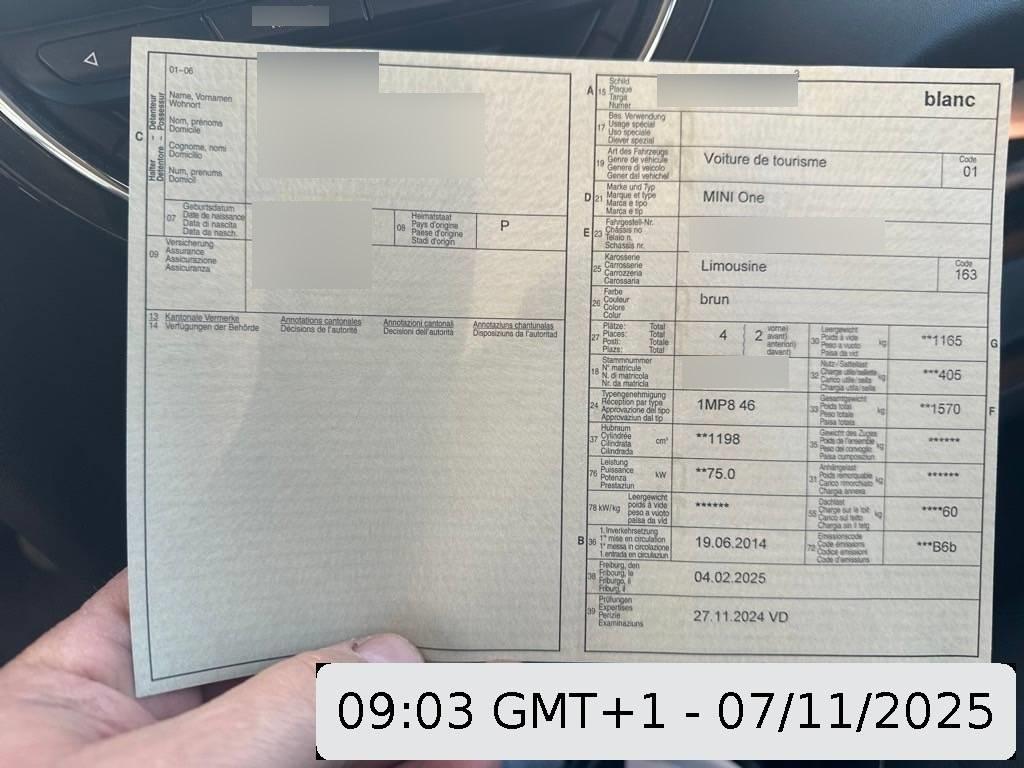 01-06
C
Halter - Détenteur
Detentore - Possessur
Name, Vornamen
Wohnort
Nom, prénoms
Domicile
Cognome, nomi
Domicilio
Num, prenums
Domicil
07
Geburtsdatum
Date de naissance
Data di nascita
Data da nasch.
08
Heimatstaat
Pays d'origine
Paese d'origine
Stadi d'origin
P
09
Versicherung
Assurance
Assicurazione
Assicuranza
13 Kantonale Vermerke Annotations cantonales Annotazioni cantonali Annotaziuns chantunalas
14 Verfügungen der Behörde Décisions de l'autorité Decisioni dell'autorità Disposiziuns da l'autoritad
A 15
Schild
Plaque
Targa
Numer
blanc
17
Bes. Verwendung
Usage spécial
Uso speciale
Diever spezial
19
Art des Fahrzeugs
Genre de véhicule
Genere di veicolo
Gener dal vehichel
Voiture de tourisme
Code
01
D 21
Marke und Typ
Marque et type
Marca e tipo
Marca e tip
MINI One
E 23
Fahrgestell-Nr.
Châssis no
Telaio n.
Schassis nr.
25
Karosserie
Carrosserie
Carrozzeria
Carossaria
Limousine
Code
163
26
Farbe
Couleur
Colore
Colur
brun
27
Plätze: Total
Places: Total
Posti: Totale
Plazs: Total
4 { 2
vorne)
avant)
anteriori)
davant)
30
Leergewicht
Poids à vide
Peso a vuoto
Paisa da vid
kg
**1165
G
18
Stammnummer
N° matricule
N. di matricola
Nr. da matricla
32
Nutz-/Sattellast
Charge utile/sellette
Carico utile/sella
Chargia utila/sella
kg
***405
24
Typengenehmigung
Réception par type
Approvazione del tipo
Approvaziun dal tip
1MP8 46
33
Gesamtgewicht
Poids total
Peso totale
Paisa totala
kg
**1570
F
37
Hubraum
Cylindrée
Cilindrata
Cilindrada
cm³
**1198
35
Gewicht des Zuges
Poids de l'ensemble
Peso del convoglio
Paisa cumposiziun
kg
******
76
Leistung
Puissance
Potenza
Prestaziun
kW
**75.0
31
Anhängelast
Poids remorquable
Carico rimorchiato
Chargia annexa
kg
******
78 kW/kg
Leergewicht
poids à vide
peso a vuoto
paisa da vid
******
55
Dachlast
Charge sur le toit
Carico sul tetto
Chargia sin il tetg
kg
****60
B 36
1. Inverkehrsetzung
1re mise en circulation
1a messa in circolazione
1. entrada en circulaziun
19.06.2014
72
Emissionscode
Code émissions
Codice emissioni
Code d'emissiuns
***B6b
38
Freiburg, den
Fribourg, le
Friburgo, il
Friburg, ils
04.02.2025
39
Prüfungen
Expertises
Perizie
Examinaziuns
27.11.2024 VD
09:03 GMT+1 - 07/11/2025